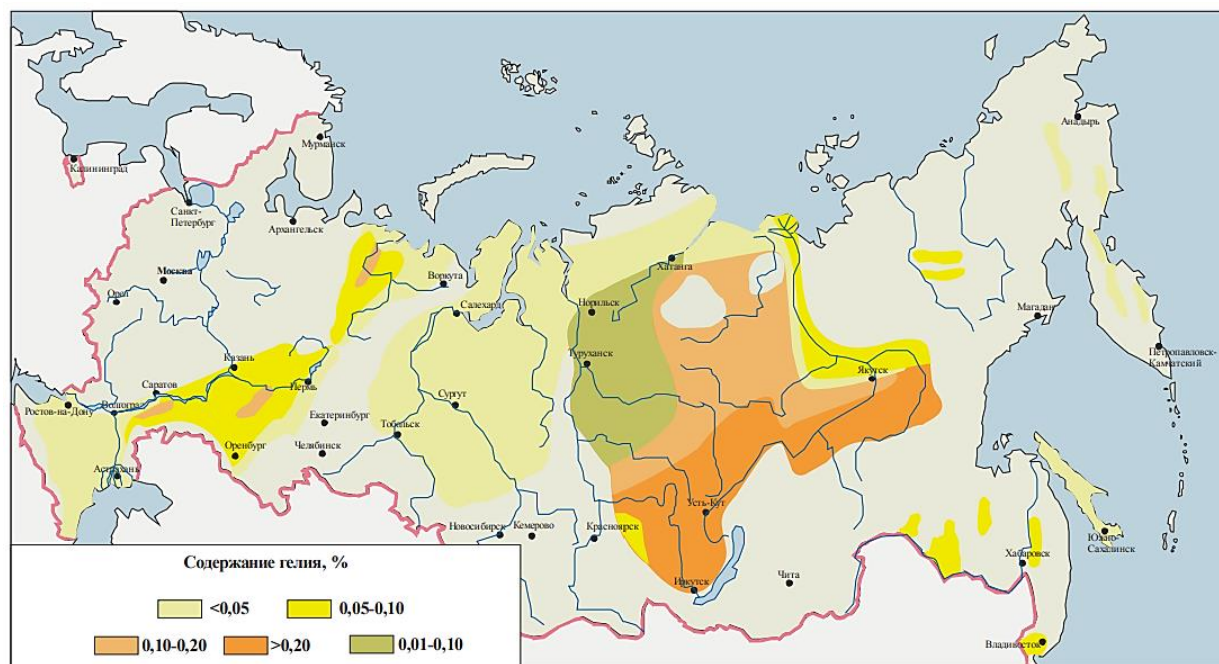 Анадырь
Мурманск
Калининград
Санкт-
Петербург
Архангельск
Москва
Воркута
Хатанга
Орел
Салехард
Норильск
Магадан
Туруханск
Петропавловск-
Камчатский
Казань
Якутск
Саратов
Пермь
Ростов-на-Дону
Волгоград
Сургут
Екатеринбург
Тобольск
Оренбург
Челябинск
Астрахань
Усть-Кут
Новосибирск
Кемерово
Красноярск
Южно-
Сахалинск
Хабаровск
Чита
Иркутск
Владивосток
Содержание гелия, %
<0,05
0,05-0,10
0,10-0,20
>0,20
0,01-0,10